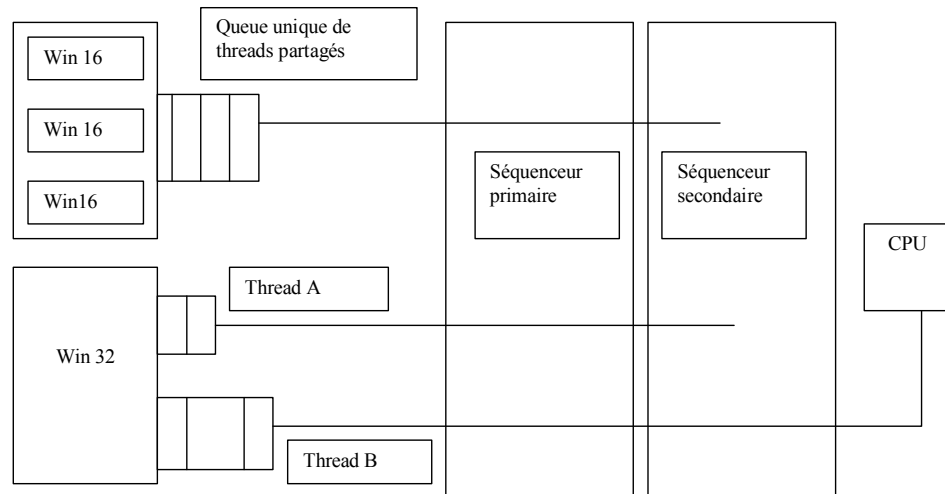 Queue unique de
threads partagés
Win 16
Win 16
Win16
Séquenceur
primaire
Séquenceur
secondaire
CPU
Thread A
Win 32
Thread B